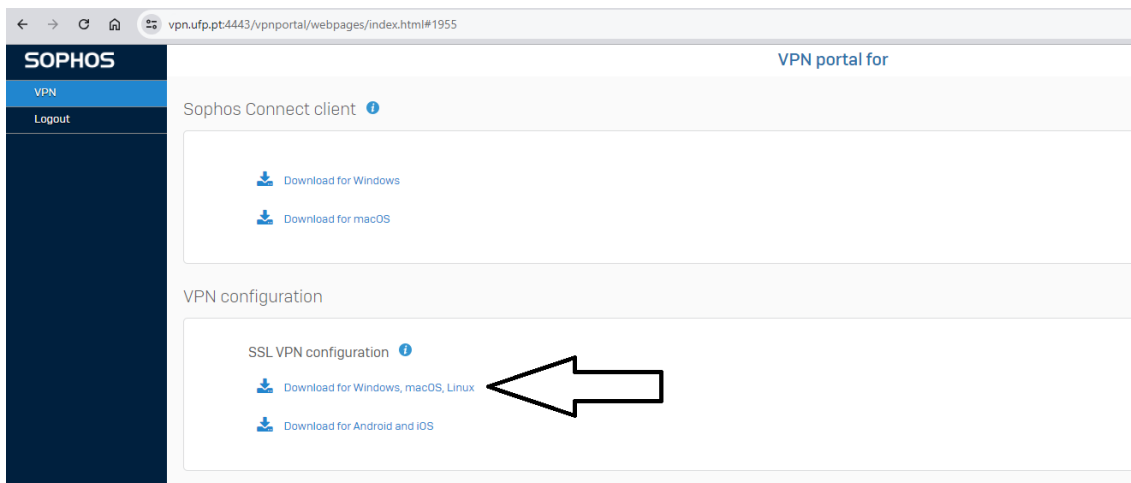 vpn.ufp.pt:4443/vpnportal/webpages/index.html#1955
SOPHOS
VPN portal for
VPN
Logout
Sophos Connect client
Download for Windows
Download for macOS
VPN configuration
SSL VPN configuration
Download for Windows, macOS, Linux
Download for Android and iOS